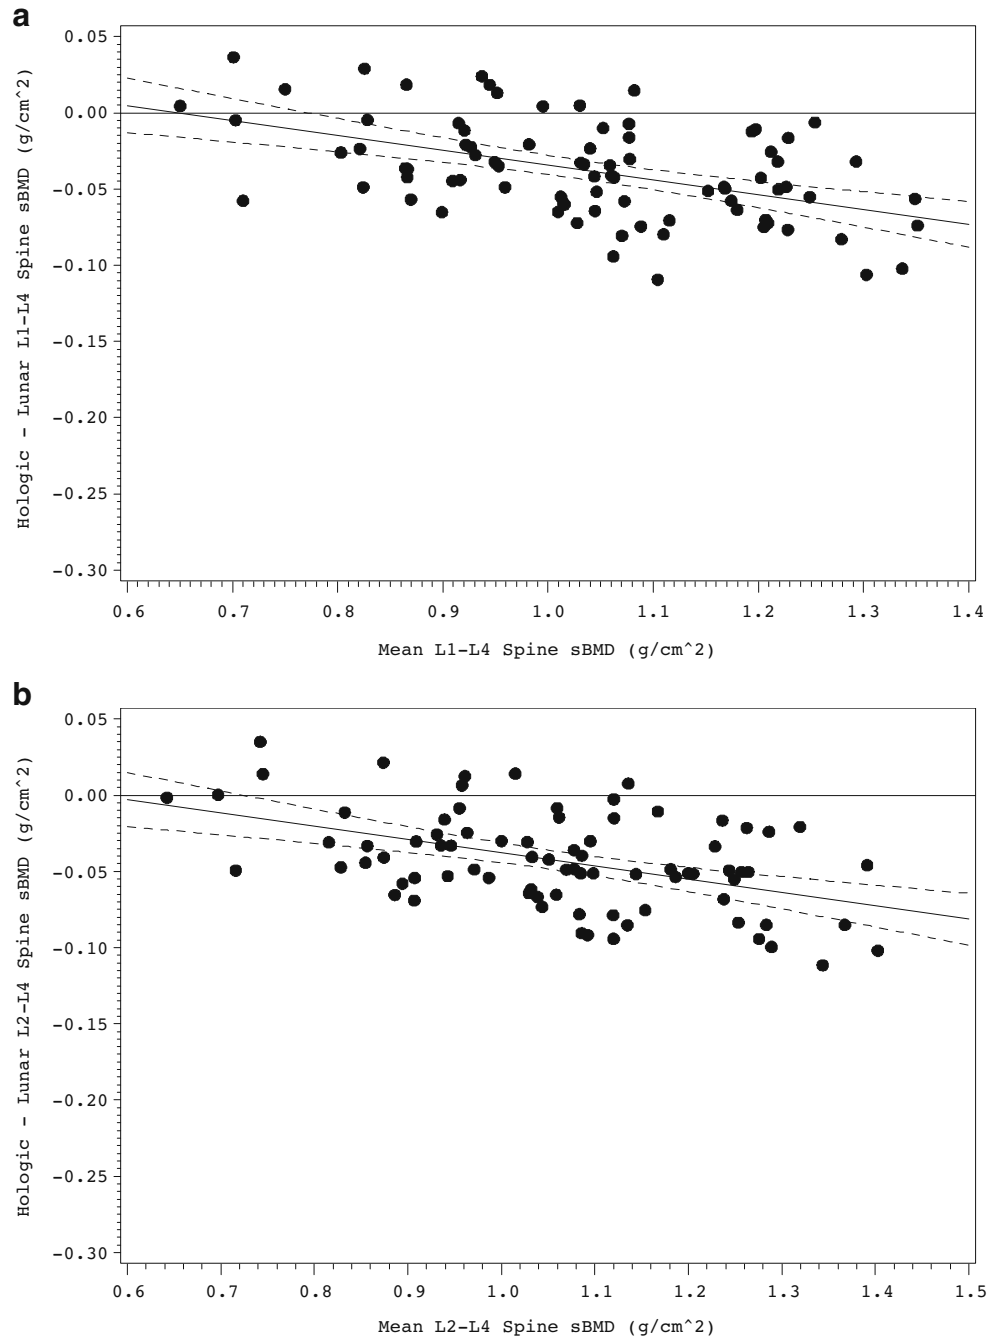 a
Hologic - Lunar L1-L4 Spine sBMD (g/cm^2)
0.05
0.00
-0.05
-0.10
-0.15
-0.20
-0.25
-0.30
0.6 0.7 0.8 0.9 1.0 1.1 1.2 1.3 1.4
Mean L1-L4 Spine sBMD (g/cm^2)
b
Hologic - Lunar L2-L4 Spine sBMD (g/cm^2)
0.05
0.00
-0.05
-0.10
-0.15
-0.20
-0.25
-0.30
0.6 0.7 0.8 0.9 1.0 1.1 1.2 1.3 1.4 1.5
Mean L2-L4 Spine sBMD (g/cm^2)